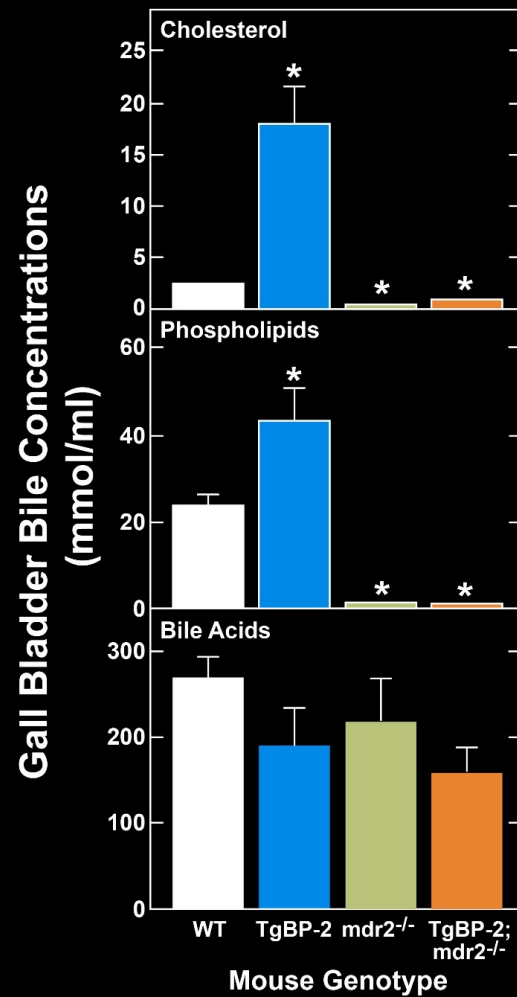 Gall Bladder Bile Concentrations
(mmol/ml)
Cholesterol
25
20
15
10
5
0
*
*
*
Phospholipids
60
40
20
0
*
*
*
Bile Acids
300
200
100
0
WT
TgBP-2
mdr2-/-
TgBP-2;
mdr2-/-
Mouse Genotype